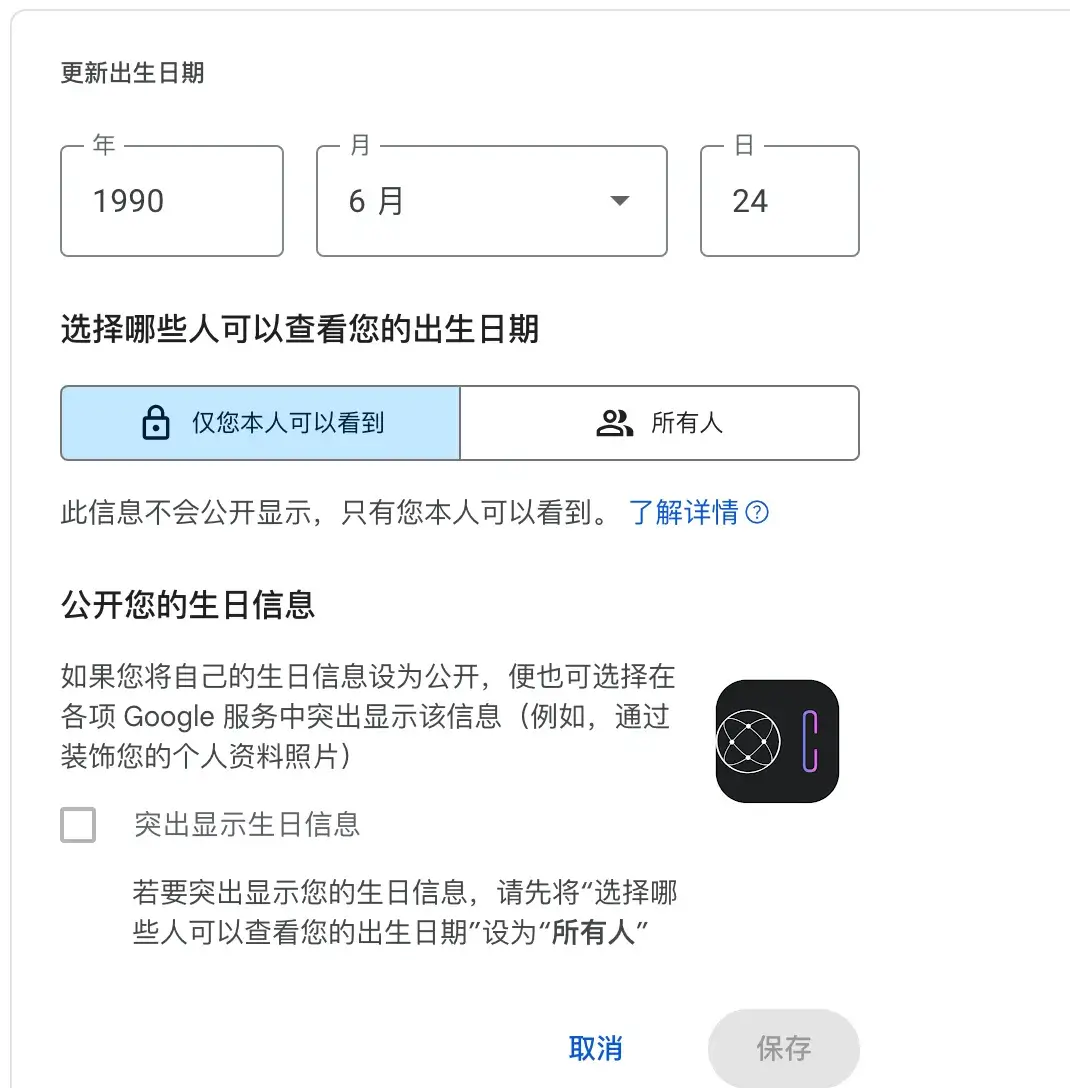 更新出生日期
年
月
日
1990
6 月
24
选择哪些人可以查看您的出生日期
仅您本人可以看到
所有人
此信息不会公开显示，只有您本人可以看到。 了解详情?
公开您的生日信息
如果您将自己的生日信息设为公开，便也可选择在
各项 Google 服务中突出显示该信息（例如，通过
装饰您的个人资料照片）
突出显示生日信息
若要突出显示您的生日信息，请先将“选择哪
些人可以查看您的出生日期”设为“所有人”
取消
保存